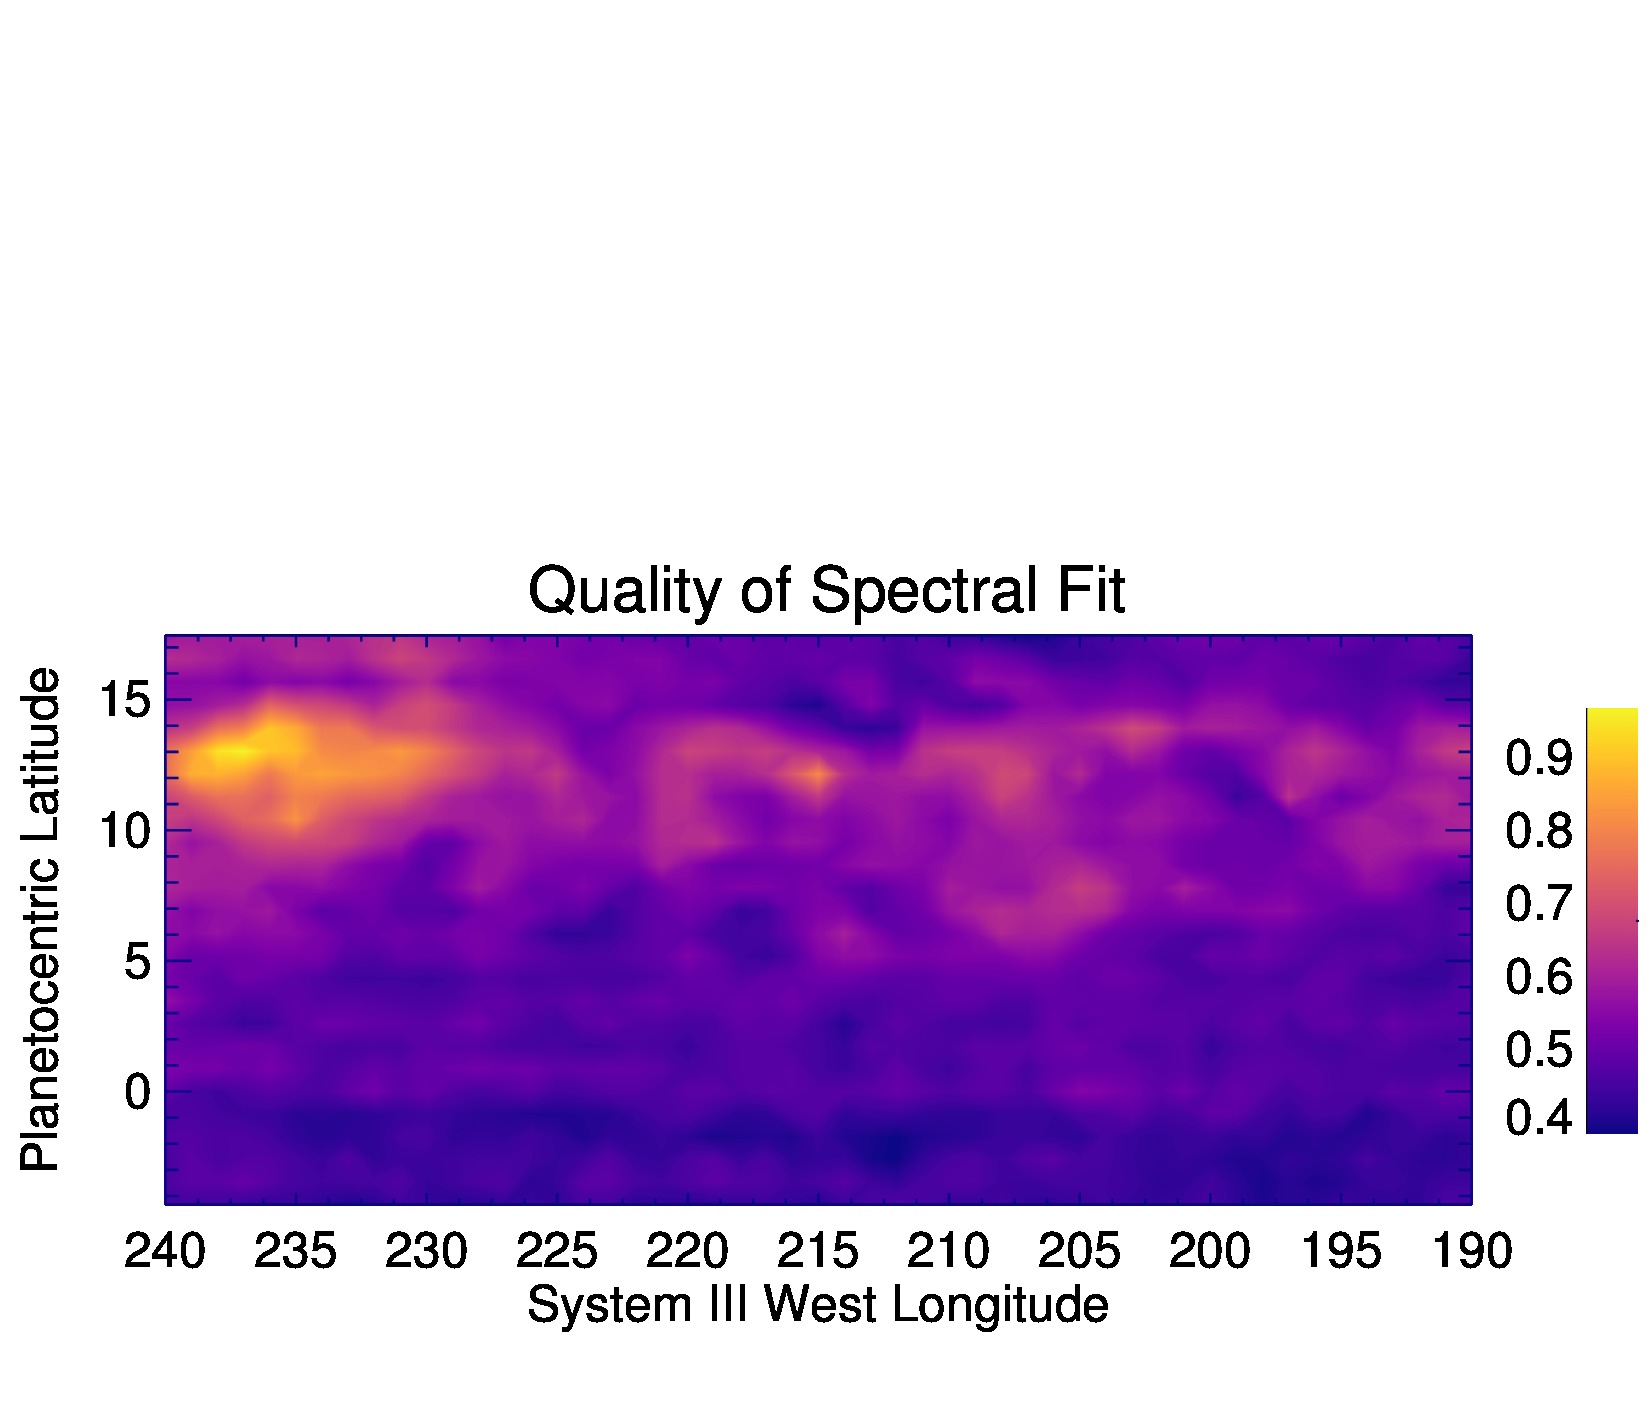 Quality of Spectral Fit
Planetocentric Latitude
15
10
5
0
240 235 230 225 220 215 210 205 200 195 190
System III West Longitude
0.9
0.8
0.7
0.6
0.5
0.4